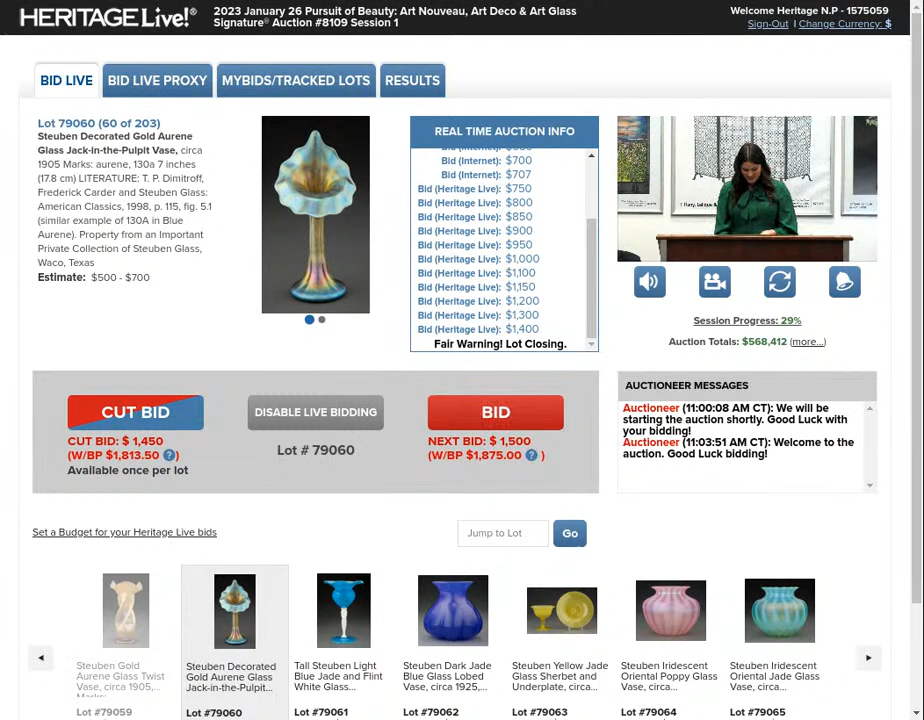 HERITAGE Live!®
2023 January 26 Pursuit of Beauty: Art Nouveau, Art Deco & Art Glass
Signature® Auction #8109 Session 1
Welcome Heritage N.P - 1575059
Sign-Out | Change Currency: $
BID LIVE
BID LIVE PROXY
MYBIDS/TRACKED LOTS
RESULTS
Lot 79060 (60 of 203)
Steuben Decorated Gold Aurene
Glass Jack-in-the-Pulpit Vase, circa
1905 Marks: aurene, 130a 7 inches
(17.8 cm) LITERATURE: T. P. Dimitroff,
Frederick Carder and Steuben Glass:
American Classics, 1998, p. 115, fig. 5.1
(similar example of 130A in Blue
Aurene). Property from an Important
Private Collection of Steuben Glass,
Waco, Texas
Estimate: $500 - $700
REAL TIME AUCTION INFO
Bid (Internet): $700
Bid (Internet): $707
Bid (Heritage Live): $750
Bid (Heritage Live): $800
Bid (Heritage Live): $850
Bid (Heritage Live): $900
Bid (Heritage Live): $950
Bid (Heritage Live): $1,000
Bid (Heritage Live): $1,100
Bid (Heritage Live): $1,150
Bid (Heritage Live): $1,200
Bid (Heritage Live): $1,300
Bid (Heritage Live): $1,400
Fair Warning! Lot Closing.
Session Progress: 29%
Auction Totals: $568,412 (more...)
CUT BID
CUT BID: $ 1,450
(W/BP $1,813.50 ?)
Available once per lot
DISABLE LIVE BIDDING
Lot # 79060
BID
NEXT BID: $ 1,500
(W/BP $1,875.00 ? )
AUCTIONEER MESSAGES
Auctioneer (11:00:08 AM CT): We will be
starting the auction shortly. Good Luck with
your bidding!
Auctioneer (11:03:51 AM CT): Welcome to the
auction. Good Luck bidding!
Set a Budget for your Heritage Live bids
Jump to Lot
Go
Steuben Gold
Aurene Glass Twist
Vase, circa 1905,...
Marks:
Lot #79059
Steuben Decorated
Gold Aurene Glass
Jack-in-the-Pulpit...
Lot #79060
Tall Steuben Light
Blue Jade and Flint
White Glass...
Lot #79061
Steuben Dark Jade
Blue Glass Lobed
Vase, circa 1925,...
Lot #79062
Steuben Yellow Jade
Glass Sherbet and
Underplate, circa...
Lot #79063
Steuben Iridescent
Oriental Poppy Glass
Vase, circa...
Lot #79064
Steuben Iridescent
Oriental Jade Glass
Vase, circa...
Lot #79065